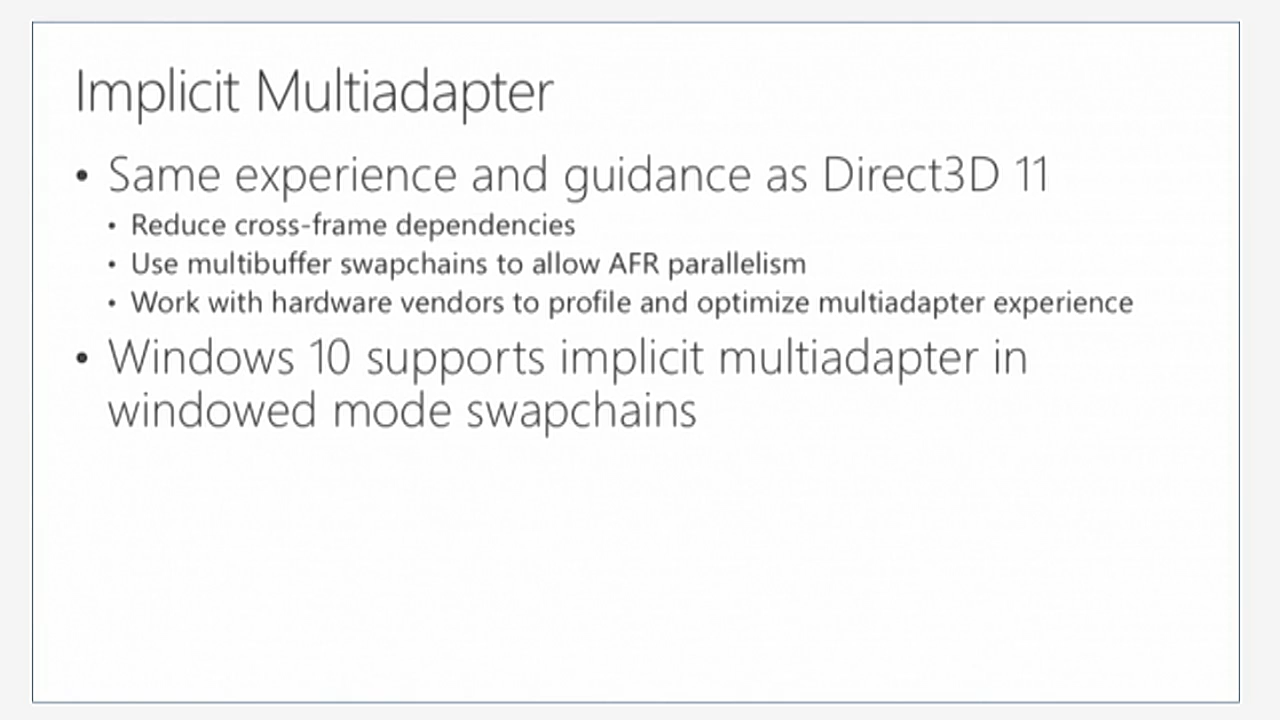 Implicit Multiadapter
• Same experience and guidance as Direct3D 11
• Reduce cross-frame dependencies
• Use multibuffer swapchains to allow AFR parallelism
• Work with hardware vendors to profile and optimize multiadapter experience
• Windows 10 supports implicit multiadapter in
windowed mode swapchains